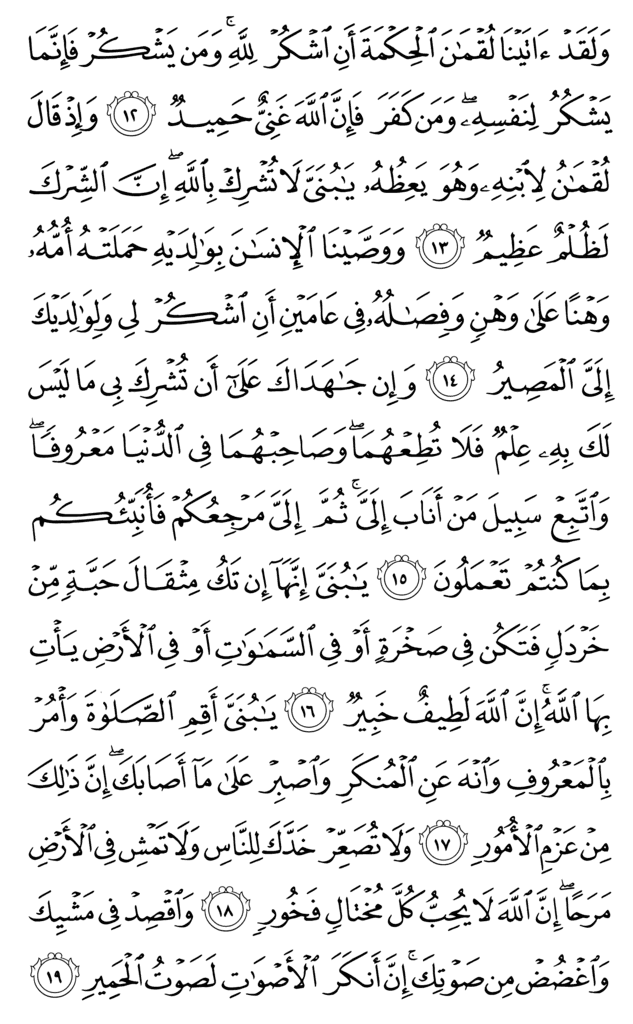 وَلَقَدْ ءَاتَيْنَا لُقْمَٰنَ ٱلْحِكْمَةَ أَنِ ٱشْكُرْ لِلَّهِ ۚ وَمَن يَشْكُرْ فَإِنَّمَا
يَشْكُرُ لِنَفْسِهِۦ ۖ وَمَن كَفَرَ فَإِنَّ ٱللَّهَ غَنِىٌّ حَمِيدٌ ١٢ وَإِذْ قَالَ
لُقْمَٰنُ لِٱبْنِهِۦ وَهُوَ يَعِظُهُۥ يَٰبُنَىَّ لَا تُشْرِكْ بِٱللَّهِ ۖ إِنَّ ٱلشِّرْكَ
لَظُلْمٌ عَظِيمٌ ١٣ وَوَصَّيْنَا ٱلْإِنسَٰنَ بِوَٰلِدَيْهِ حَمَلَتْهُ أُمُّهُۥ
وَهْنًا عَلَىٰ وَهْنٍ وَفِصَٰلُهُۥ فِى عَامَيْنِ أَنِ ٱشْكُرْ لِى وَلِوَٰلِدَيْكَ
إِلَىَّ ٱلْمَصِيرُ ١٤ وَإِن جَٰهَدَاكَ عَلَىٰٓ أَن تُشْرِكَ بِى مَا لَيْسَ
لَكَ بِهِۦ عِلْمٌ فَلَا تُطِعْهُمَا ۖ وَصَاحِبْهُمَا فِى ٱلدُّنْيَا مَعْرُوفًا ۖ
وَٱتَّبِعْ سَبِيلَ مَنْ أَنَابَ إِلَىَّ ۚ ثُمَّ إِلَىَّ مَرْجِعُكُمْ فَأُنَبِّئُكُم
بِمَا كُنتُمْ تَعْمَلُونَ ١٥ يَٰبُنَىَّ إِنَّهَآ إِن تَكُ مِثْقَالَ حَبَّةٍ مِّنْ
خَرْدَلٍ فَتَكُن فِى صَخْرَةٍ أَوْ فِى ٱلسَّمَٰوَٰتِ أَوْ فِى ٱلْأَرْضِ يَأْتِ
بِهَا ٱللَّهُ ۚ إِنَّ ٱللَّهَ لَطِيفٌ خَبِيرٌ ١٦ يَٰبُنَىَّ أَقِمِ ٱلصَّلَوٰةَ وَأْمُرْ
بِٱلْمَعْرُوفِ وَٱنْهَ عَنِ ٱلْمُنكَرِ وَٱصْبِرْ عَلَىٰ مَآ أَصَابَكَ ۖ إِنَّ ذَٰلِكَ
مِنْ عَزْمِ ٱلْأُمُورِ ١٧ وَلَا تُصَعِّرْ خَدَّكَ لِلنَّاسِ وَلَا تَمْشِ فِى ٱلْأَرْضِ
مَرَحًا ۖ إِنَّ ٱللَّهَ لَا يُحِبُّ كُلَّ مُخْتَالٍ فَخُورٍ ١٨ وَٱقْصِدْ فِى مَشْيِكَ
وَٱغْضُضْ مِن صَوْتِكَ ۚ إِنَّ أَنكَرَ ٱلْأَصْوَٰتِ لَصَوْتُ ٱلْحَمِيرِ ١٩